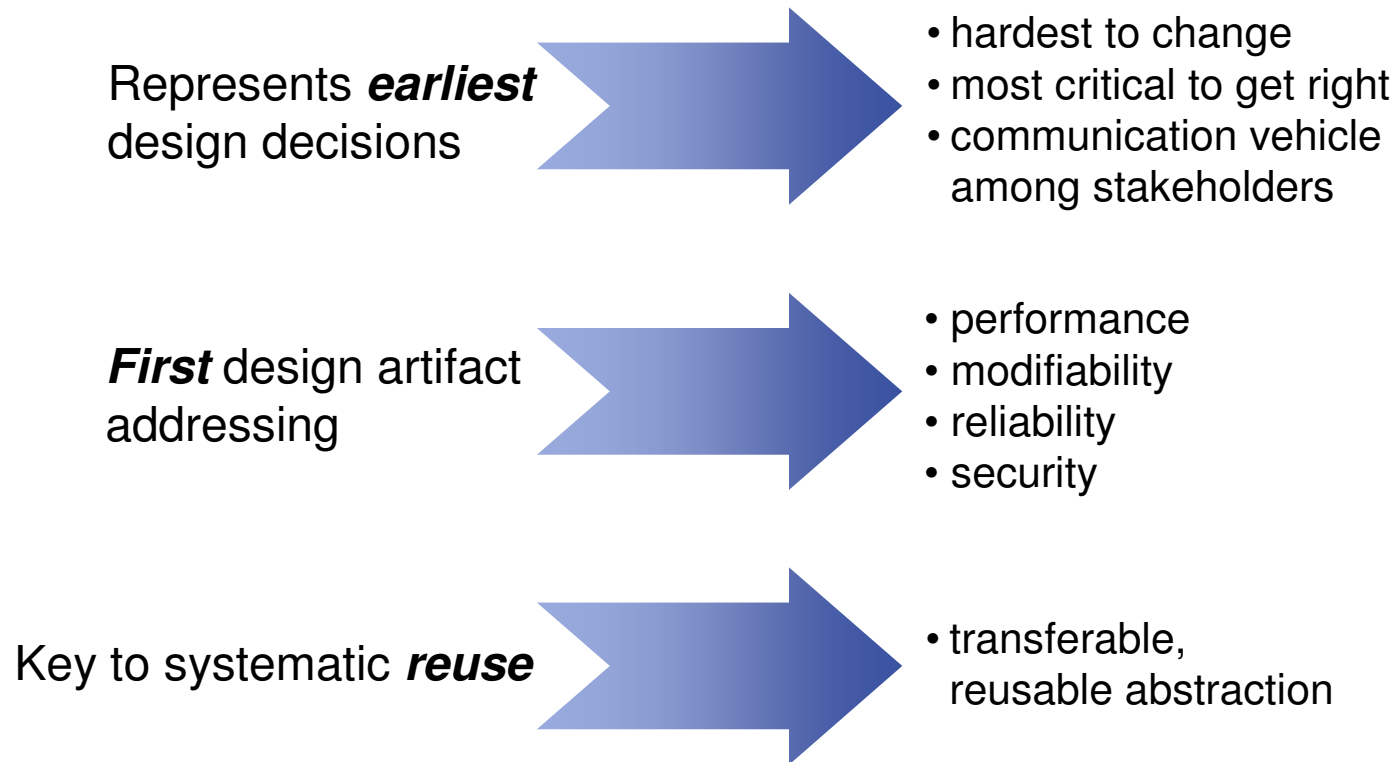 Represents earliest
design decisions
• hardest to change
• most critical to get right
• communication vehicle
among stakeholders
First design artifact
addressing
• performance
• modifiability
• reliability
• security
Key to systematic reuse
• transferable,
reusable abstraction